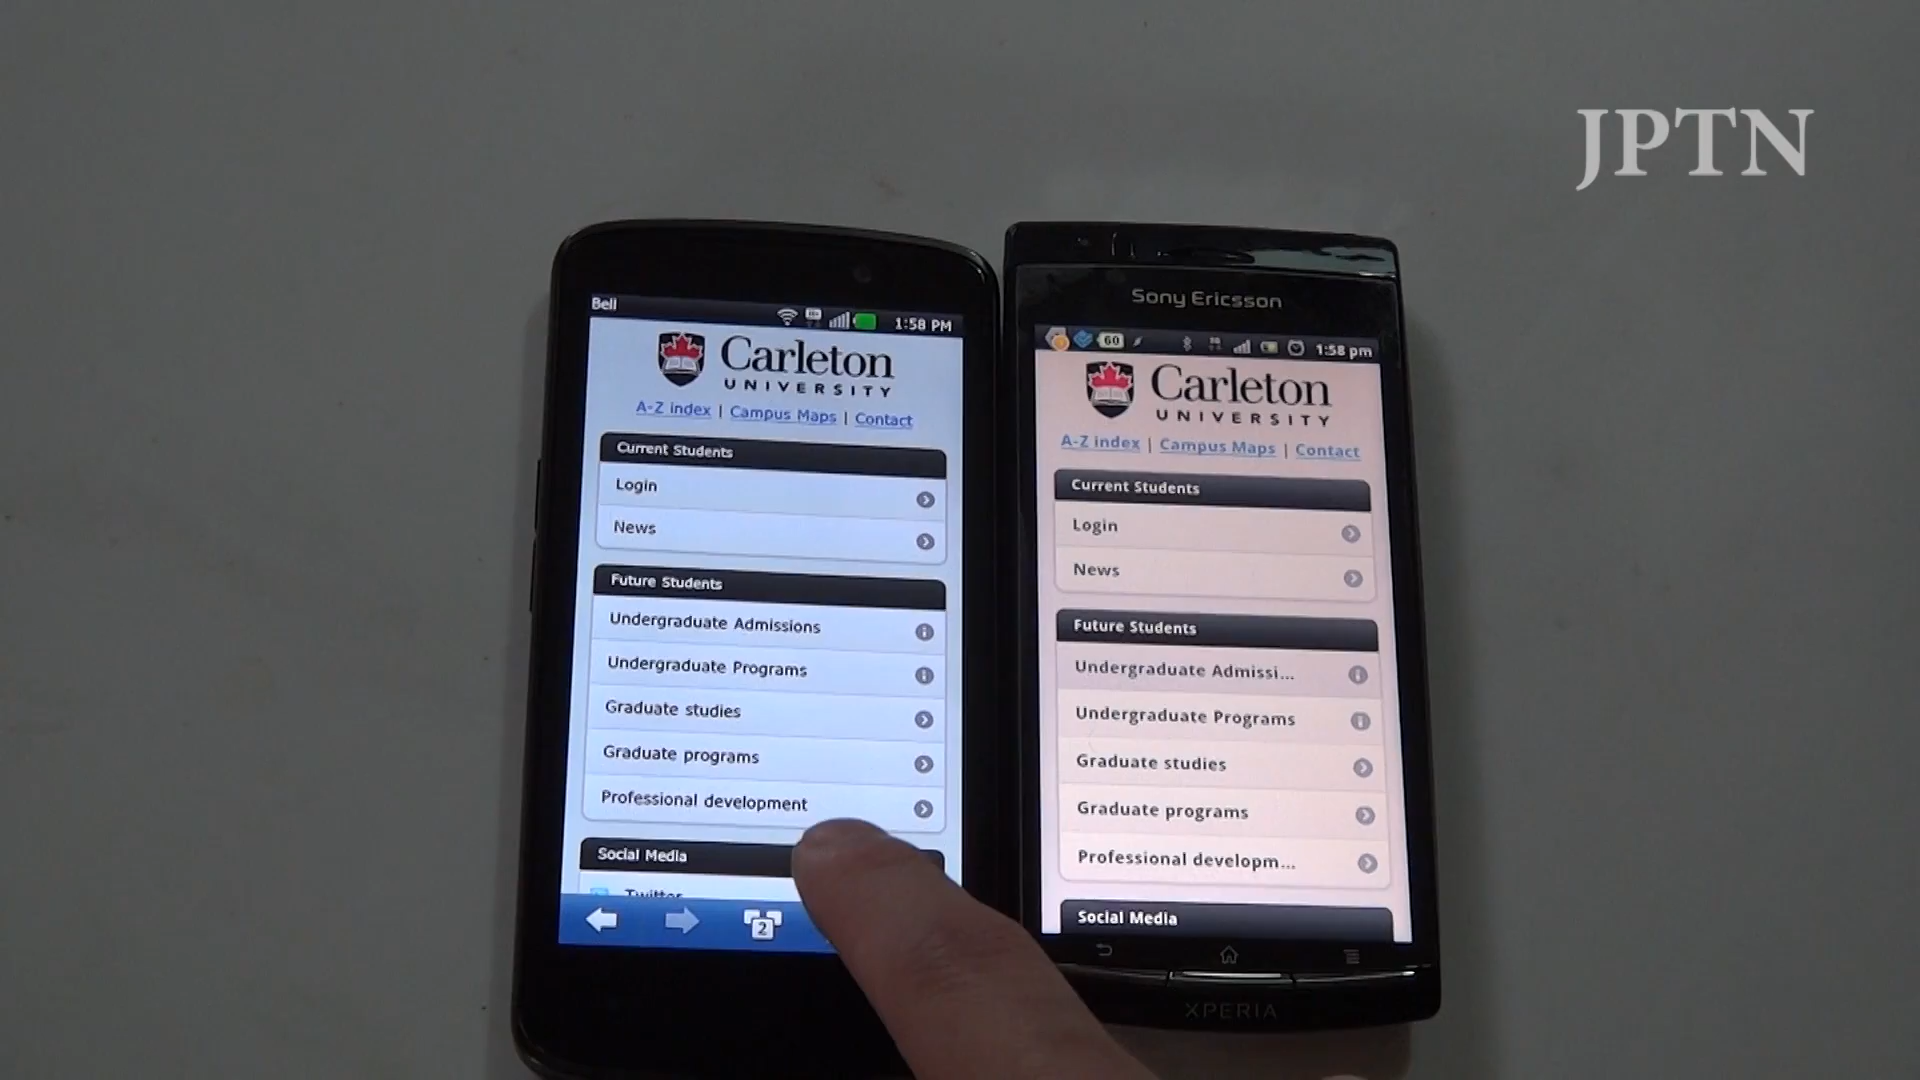 JPTN
Bell
1:58 PM
Carleton
UNIVERSITY
A-Z index | Campus Maps | Contact
Current Students
Login
News
Future Students
Undergraduate Admissions
Undergraduate Programs
Graduate studies
Graduate programs
Professional development
Social Media
Twitter
2
Sony Ericsson
60
1:58 pm
Carleton
UNIVERSITY
A-Z index | Campus Maps | Contact
Current Students
Login
News
Future Students
Undergraduate Admissi...
Undergraduate Programs
Graduate studies
Graduate programs
Professional developm...
Social Media
XPERIA